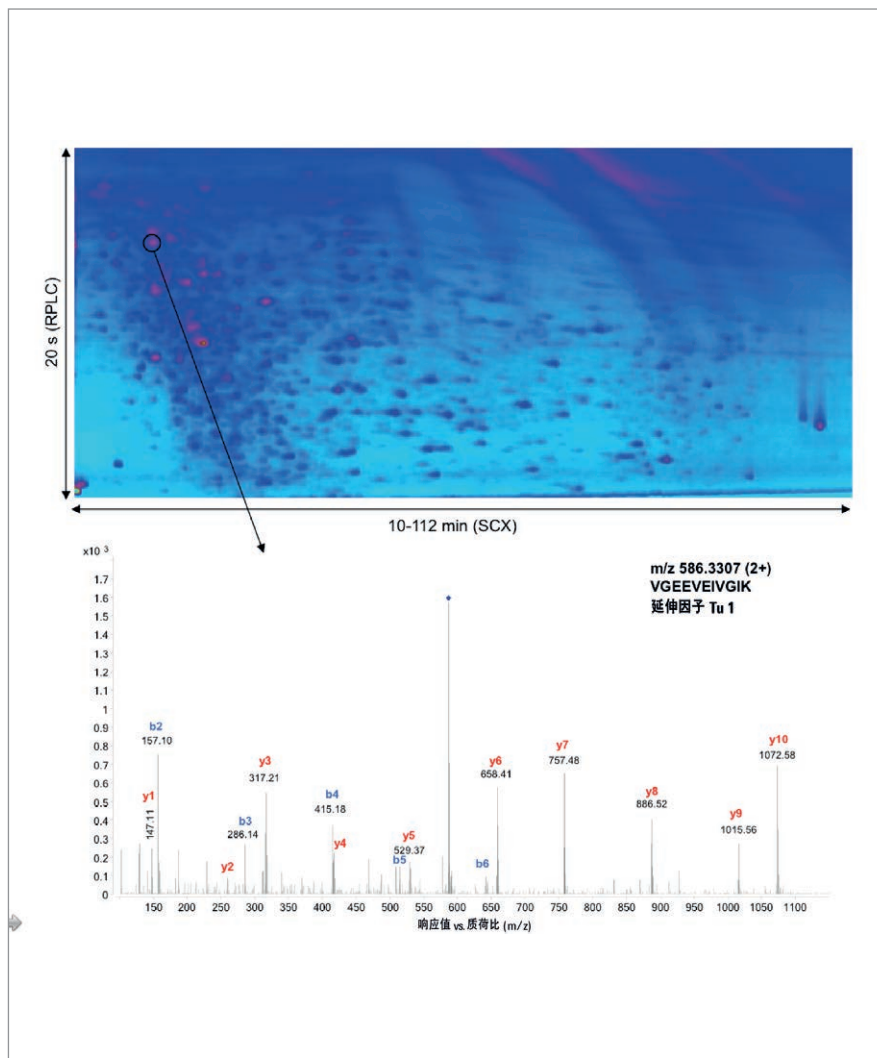 20 s (RPLC)
10-112 min (SCX)
x10 3
m/z 586.3307 (2+)
VGEEVEIVGIK
延伸因子 Tu 1
1.7
1.6
1.5
1.4
1.3
1.2
1.1
1
0.9
0.8
0.7
0.6
0.5
0.4
0.3
0.2
0.1
0
y1
147.11
b2
157.10
y2
b3
286.14
y3
317.21
b4
415.18
y4
b5
y5
529.37
b6
y6
658.41
y7
757.48
y8
886.52
y9
1015.56
y10
1072.58
150 200 250 300 350 400 450 500 550 600 650 700 750 800 850 900 950 1000 1050 1100
响应值 vs. 质荷比 (m/z)